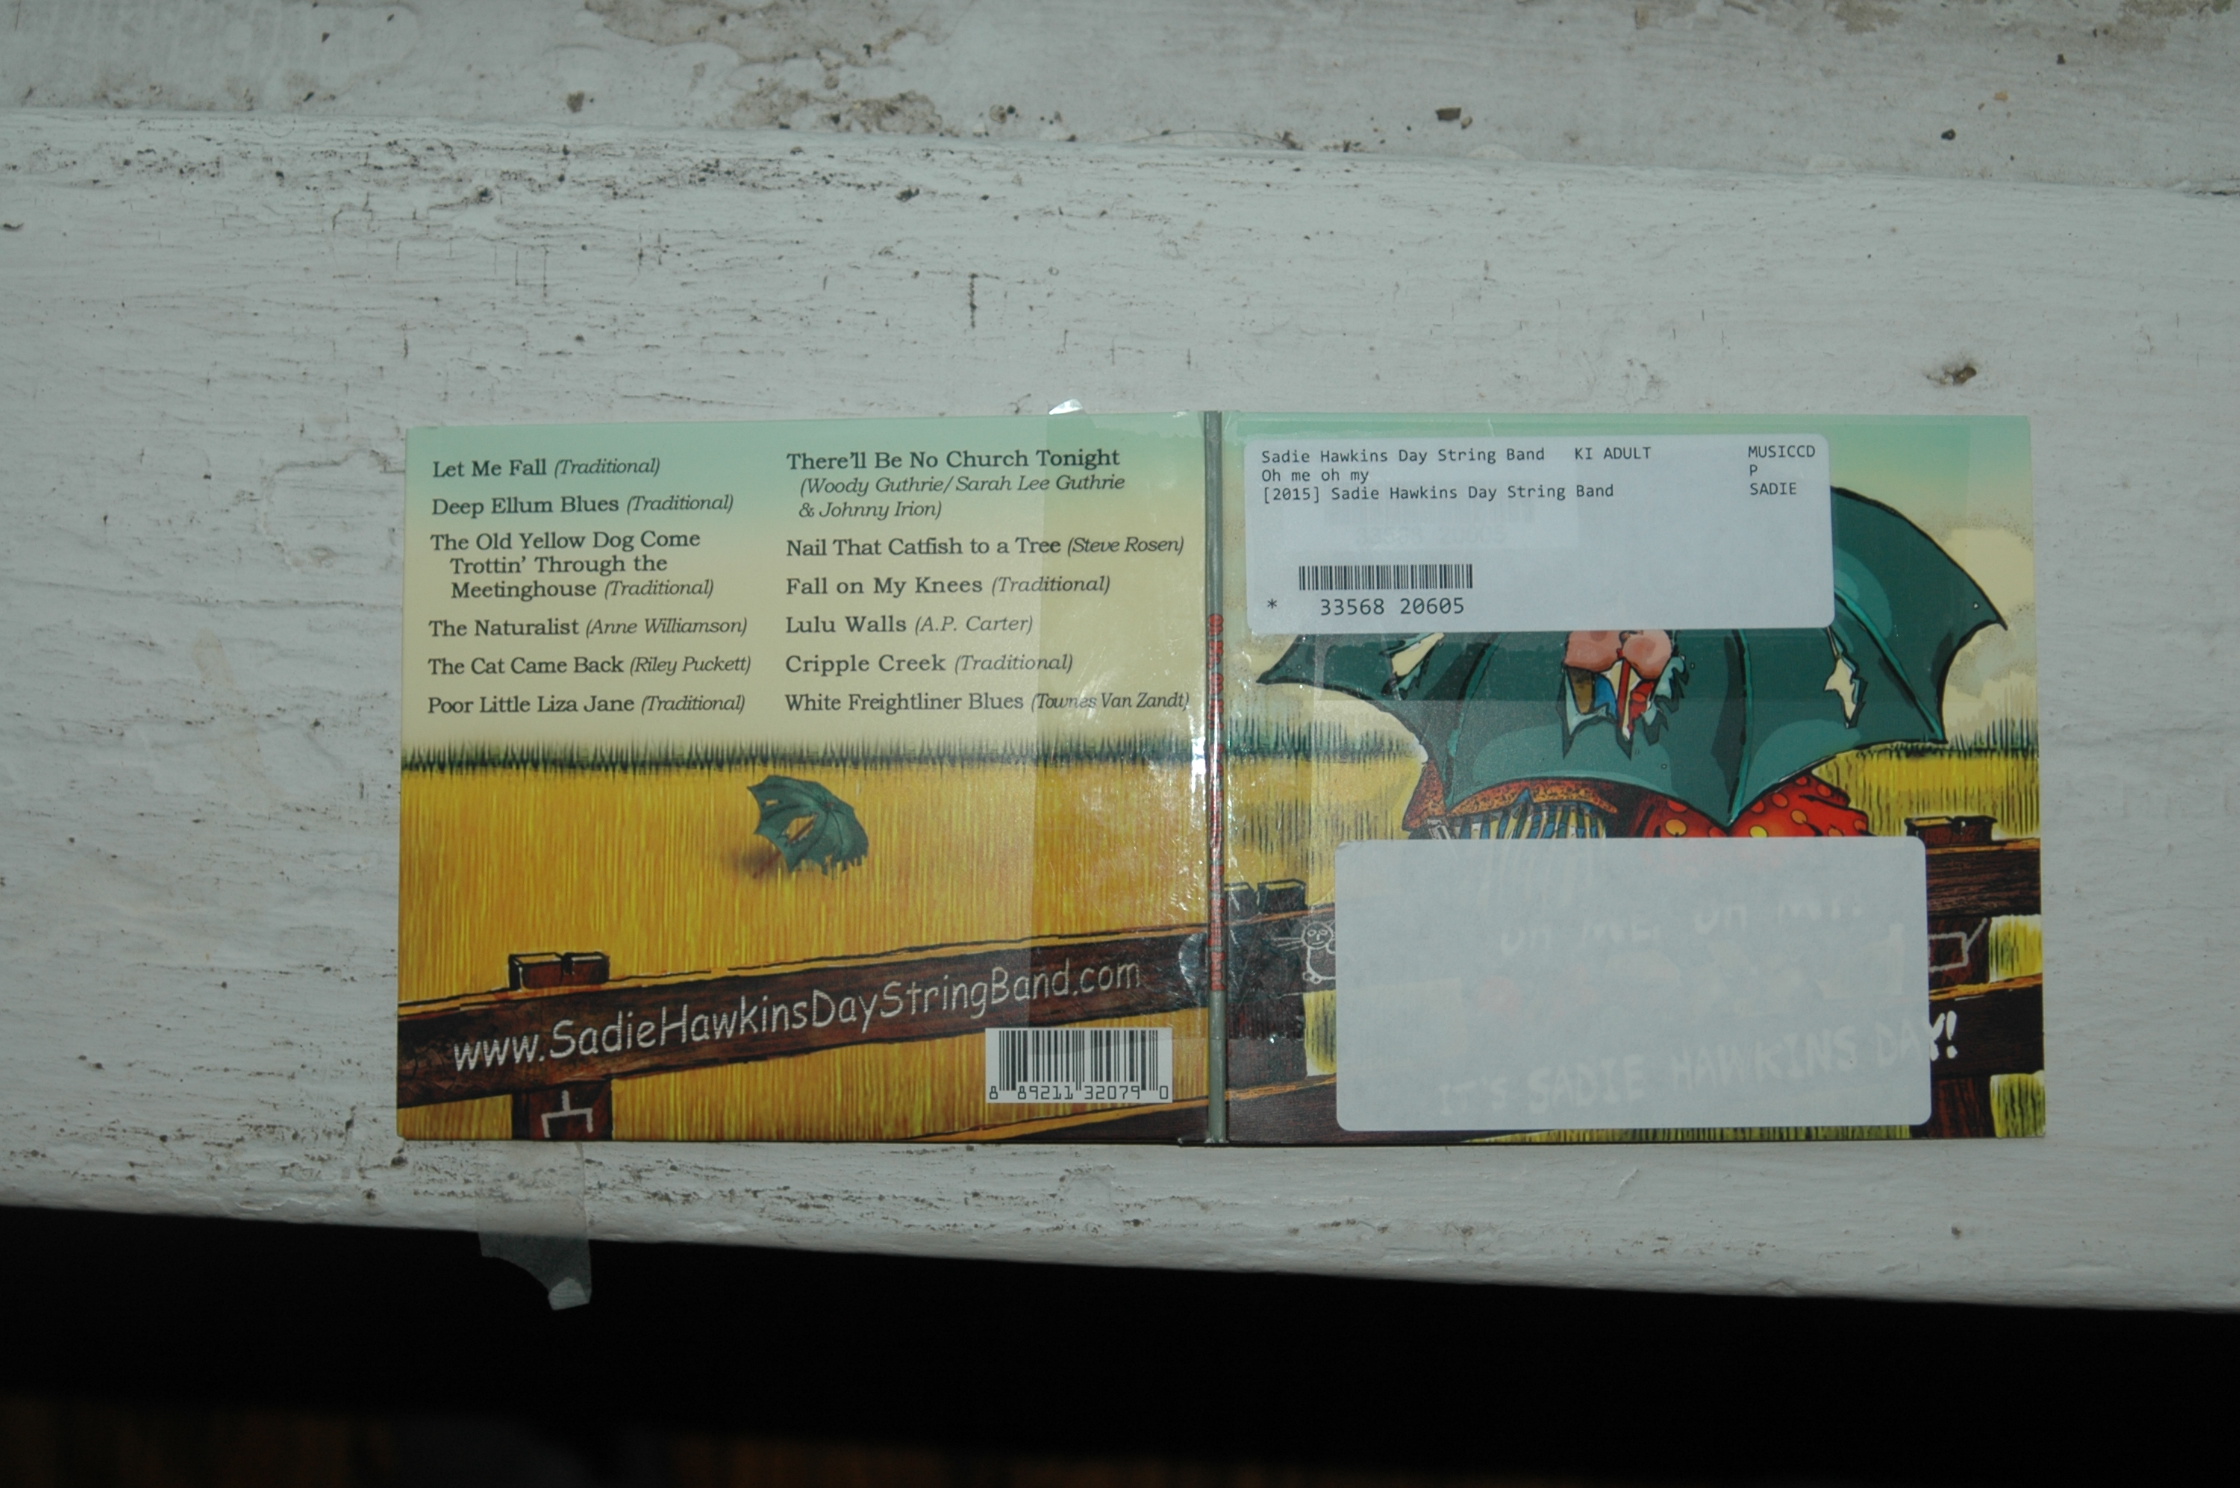 Let Me Fall (Traditional)
Deep Ellum Blues (Traditional)
The Old Yellow Dog Come
Trottin' Through the
Meetinghouse (Traditional)
The Naturalist (Anne Williamson)
The Cat Came Back (Riley Puckett)
Poor Little Liza Jane (Traditional)
There'll Be No Church Tonight
(Woody Guthrie/Sarah Lee Guthrie
& Johnny Irion)
Nail That Catfish to a Tree (Steve Rosen)
Fall on My Knees (Traditional)
Lulu Walls (A.P. Carter)
Cripple Creek (Traditional)
White Freightliner Blues (Townes Van Zandt)
www.SadieHawkinsDayStringBand.com
8 89211 32079 0
Sadie Hawkins Day String Band KI ADULT MUSICCD
Oh me oh my P
[2015] Sadie Hawkins Day String Band SADIE
* 33568 20605
OH ME, OH MY!
IT'S SADIE HAWKINS DAY!